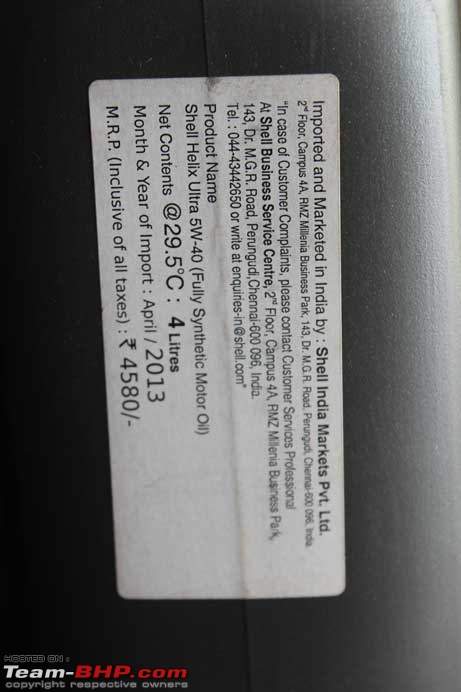 Imported and Marketed in India by : Shell India Markets Pvt. Ltd.
2nd Floor, Campus 4A, RMZ Millenia Business Park, 143, Dr. M.G.R. Road, Perungudi, Chennai-600 096, India.
"In case of Customer Complaints, please contact Customer Services Professional
At Shell Business Service Centre, 2nd Floor, Campus 4A, RMZ Millenia Business Park,
143, Dr. M.G.R. Road, Perungudi,Chennai-600 096, India.
Tel. : 044-43442650 or write at enquiries-in@shell.com"
Product Name
Shell Helix Ultra 5W-40 (Fully Synthetic Motor Oil)
Net Contents @29.5°C : 4 Litres
Month & Year of Import : April / 2013
M.R.P. (Inclusive of all taxes) : ₹ 4580/-
HOSTED ON :
Team-BHP.com
copyright respective owners